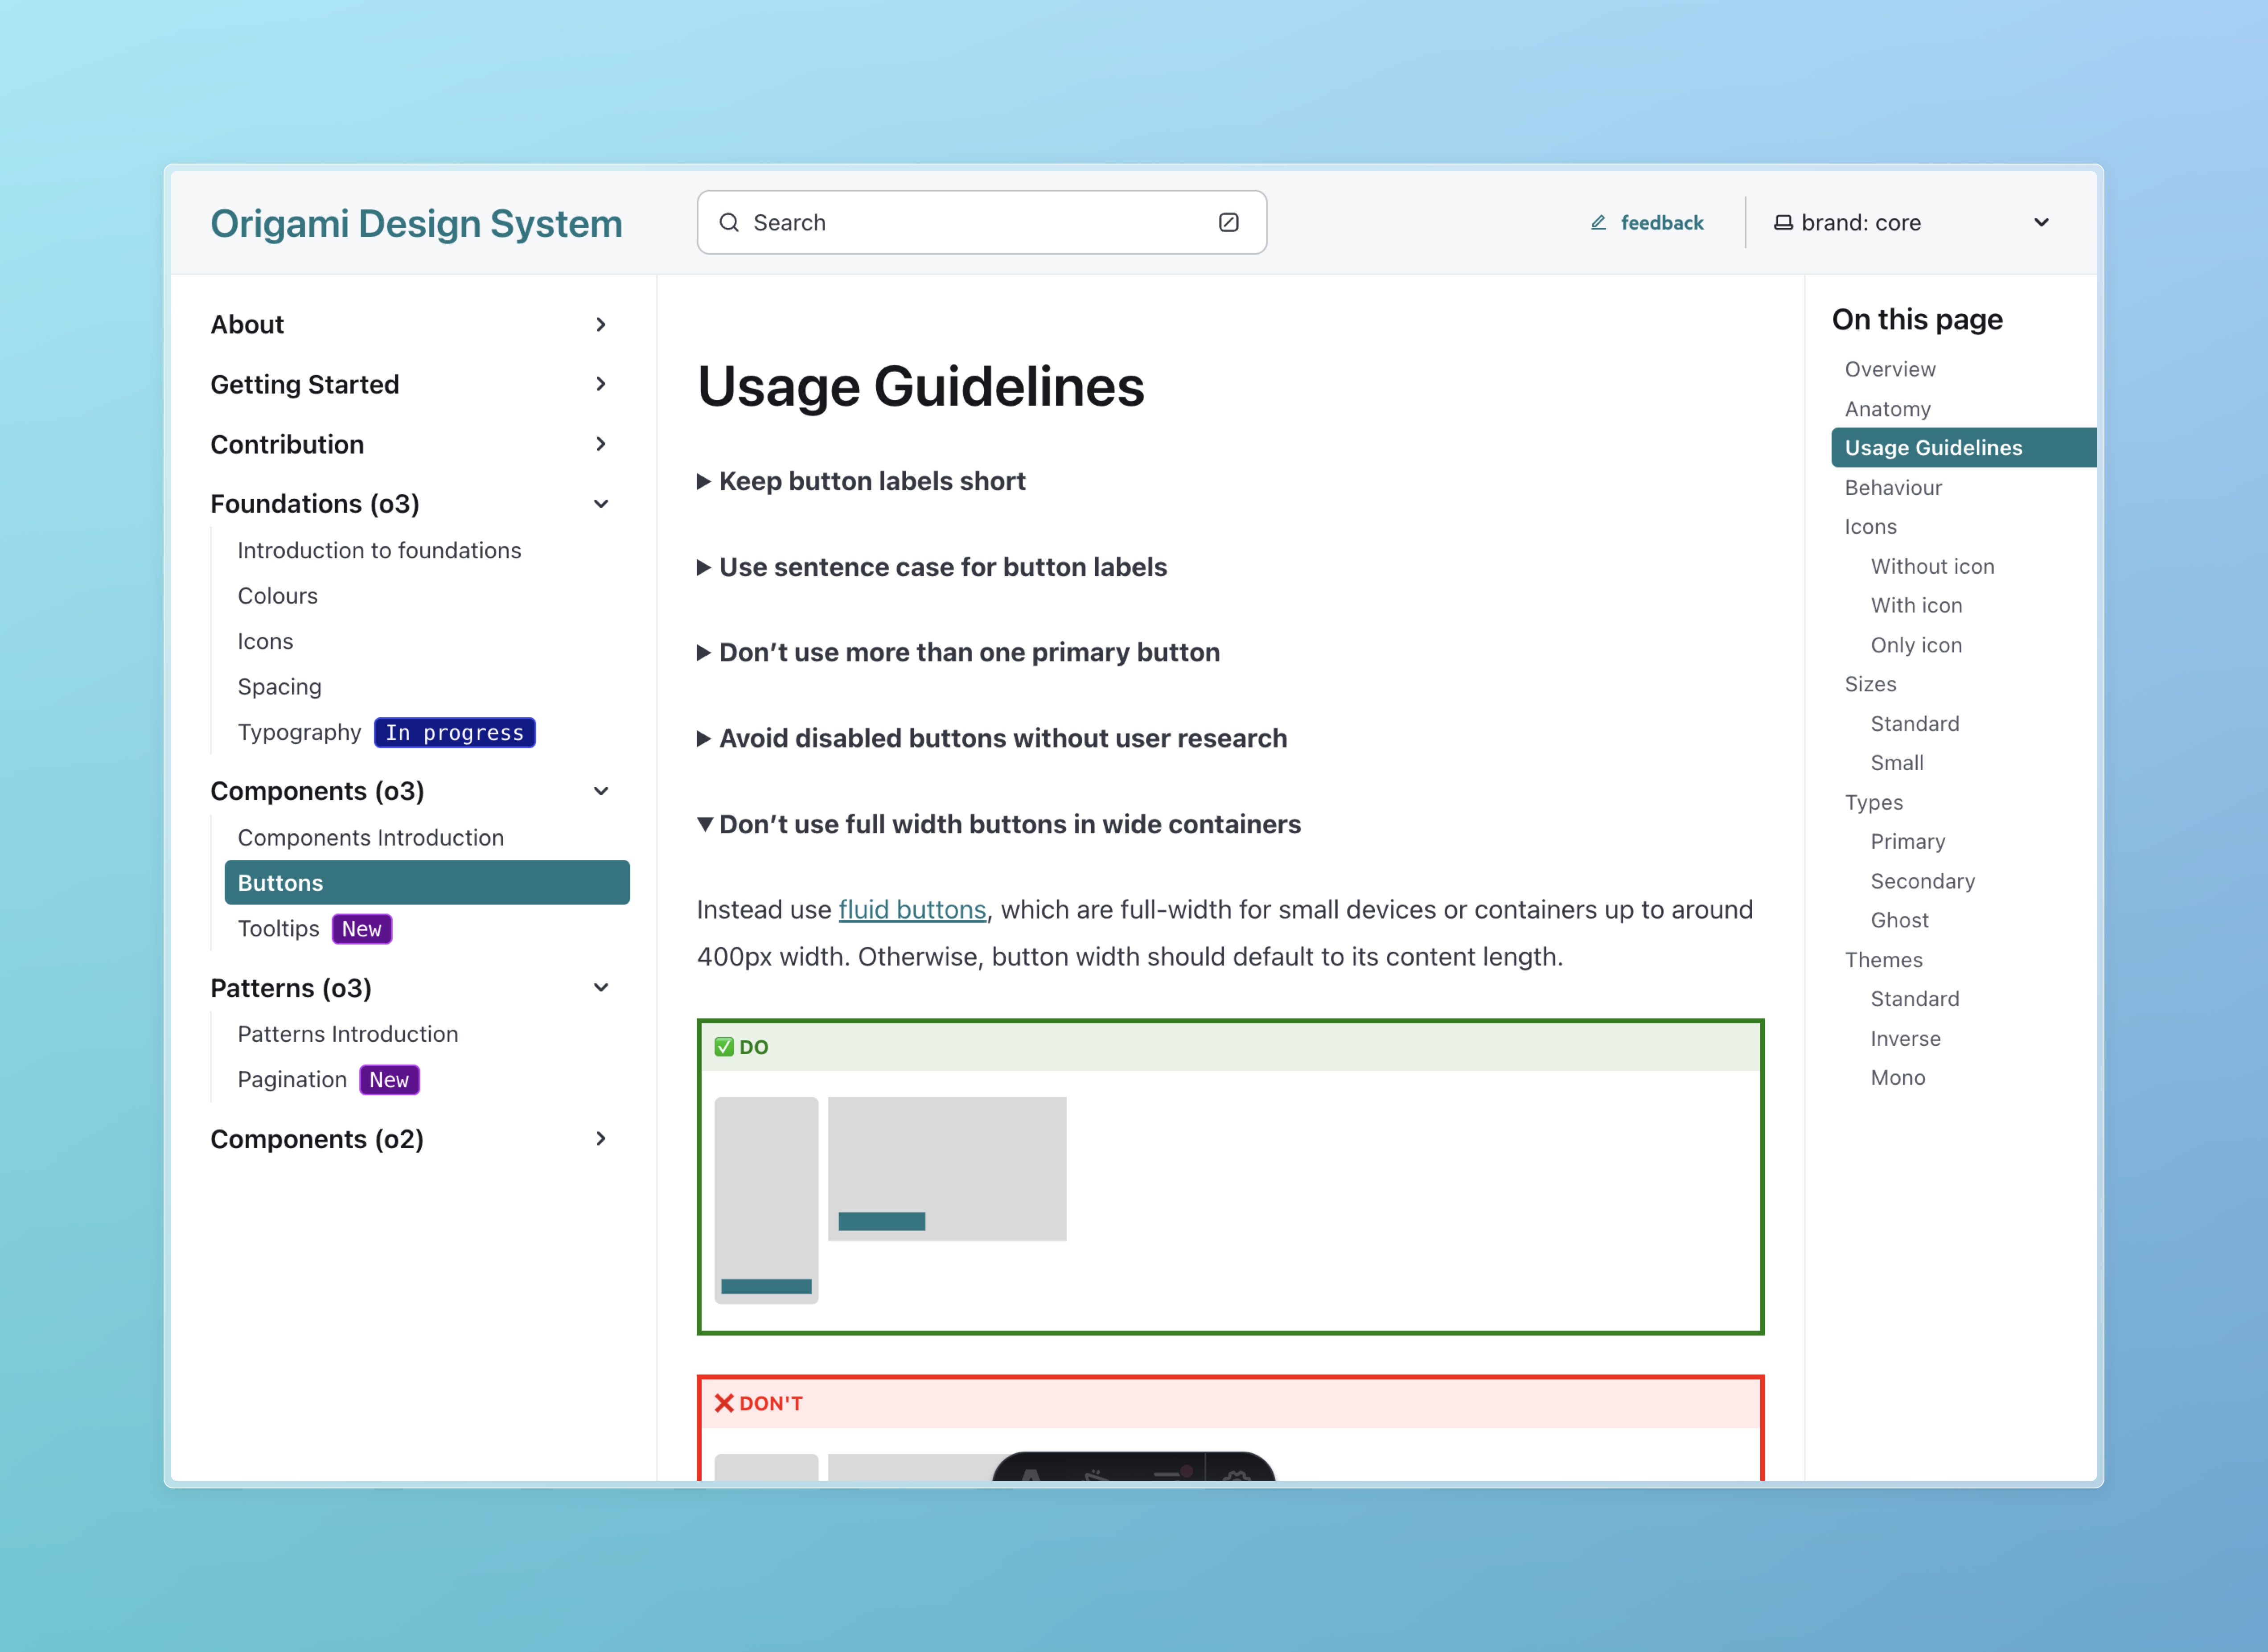 Origami Design System
Search
feedback
brand: core
About
Getting Started
Contribution
Foundations (o3)
Introduction to foundations
Colours
Icons
Spacing
Typography In progress
Components (o3)
Components Introduction
Buttons
Tooltips New
Patterns (o3)
Patterns Introduction
Pagination New
Components (o2)
Usage Guidelines
Keep button labels short
Use sentence case for button labels
Don’t use more than one primary button
Avoid disabled buttons without user research
Don’t use full width buttons in wide containers
Instead use fluid buttons, which are full-width for small devices or containers up to around
400px width. Otherwise, button width should default to its content length.
✅ DO
❌ DON'T
On this page
Overview
Anatomy
Usage Guidelines
Behaviour
Icons
Without icon
With icon
Only icon
Sizes
Standard
Small
Types
Primary
Secondary
Ghost
Themes
Standard
Inverse
Mono